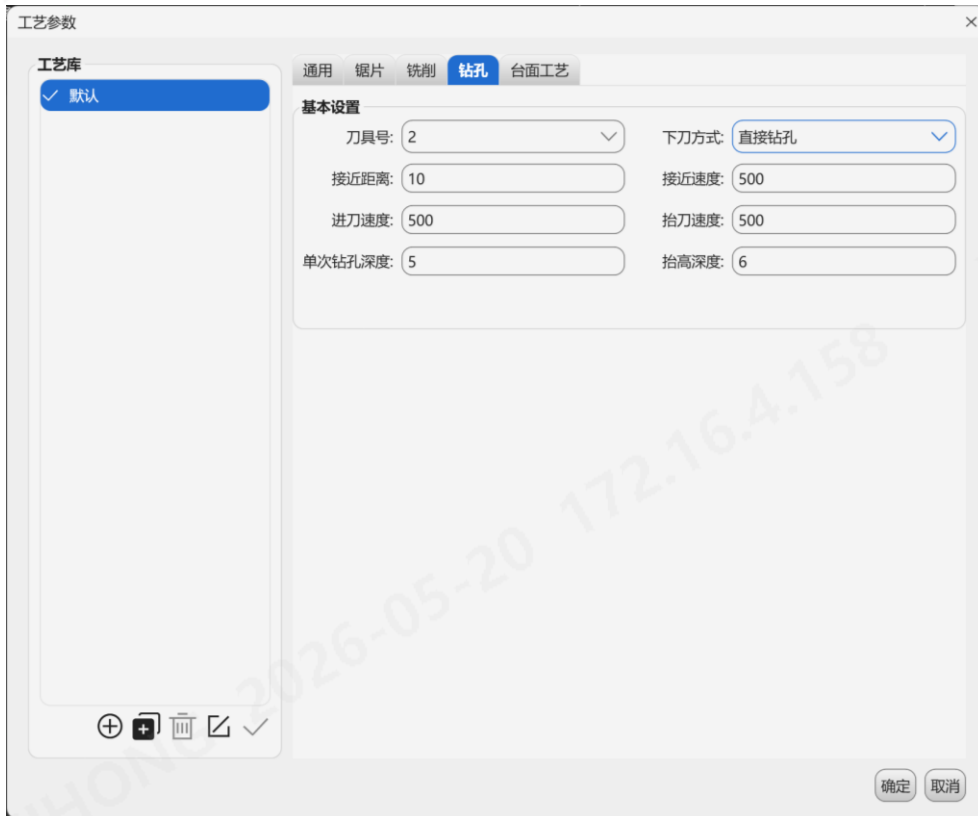 工艺参数
工艺库
默认
通用 锯片 铣削 钻孔 台面工艺
基本设置
刀具号: 2 下刀方式: 直接钻孔
接近距离: 10 接近速度: 500
进刀速度: 500 抬刀速度: 500
单次钻孔深度: 5 抬高深度: 6
2026-05-20 172.16.4.158
确定 取消